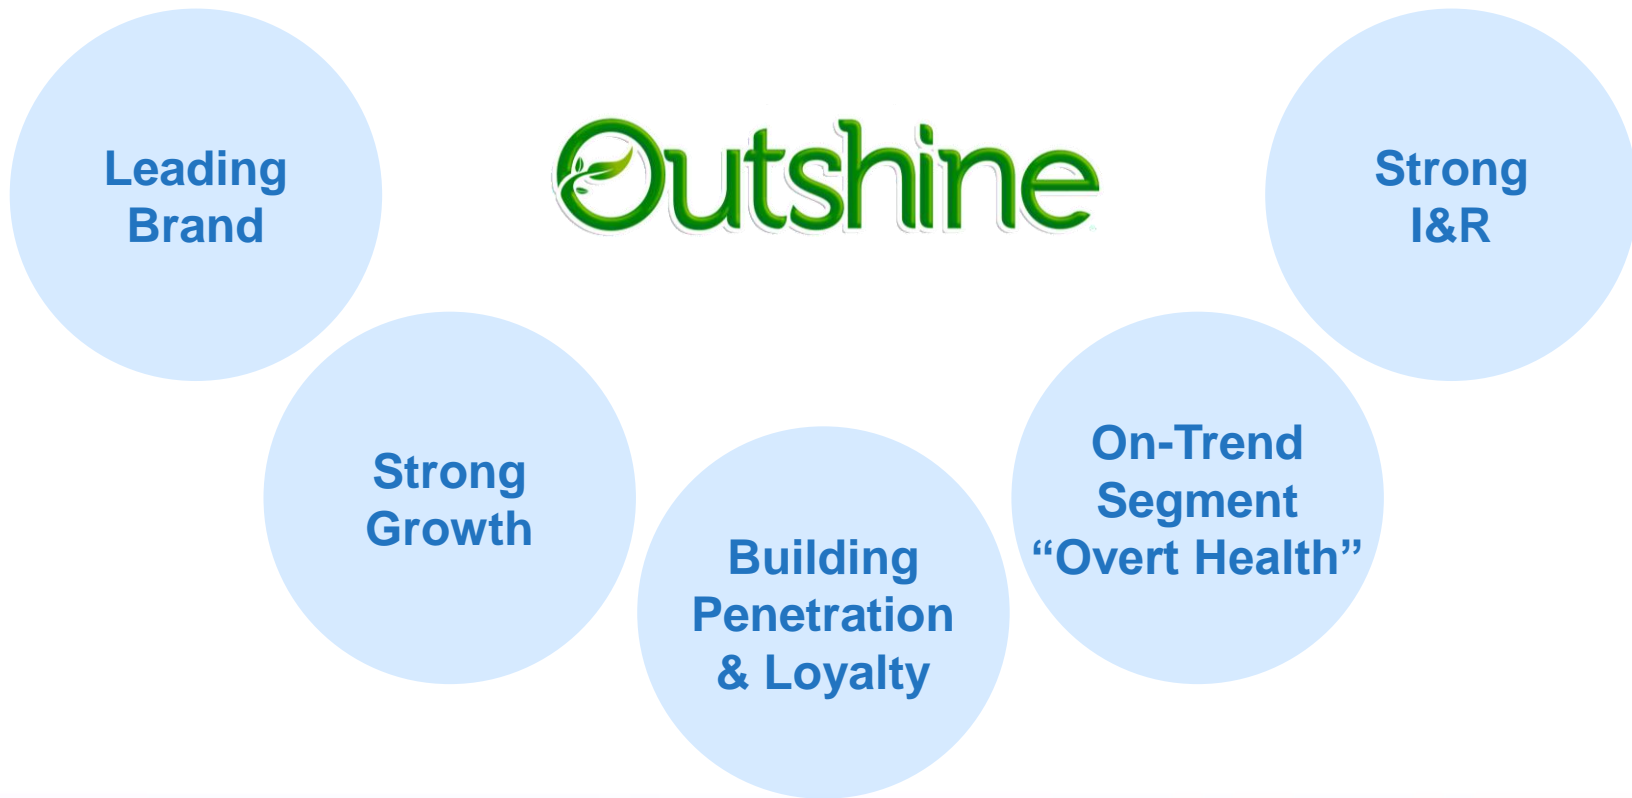 Outshine
Leading
Brand
Strong
Growth
Building
Penetration
& Loyalty
On-Trend
Segment
“Overt Health”
Strong
I&R